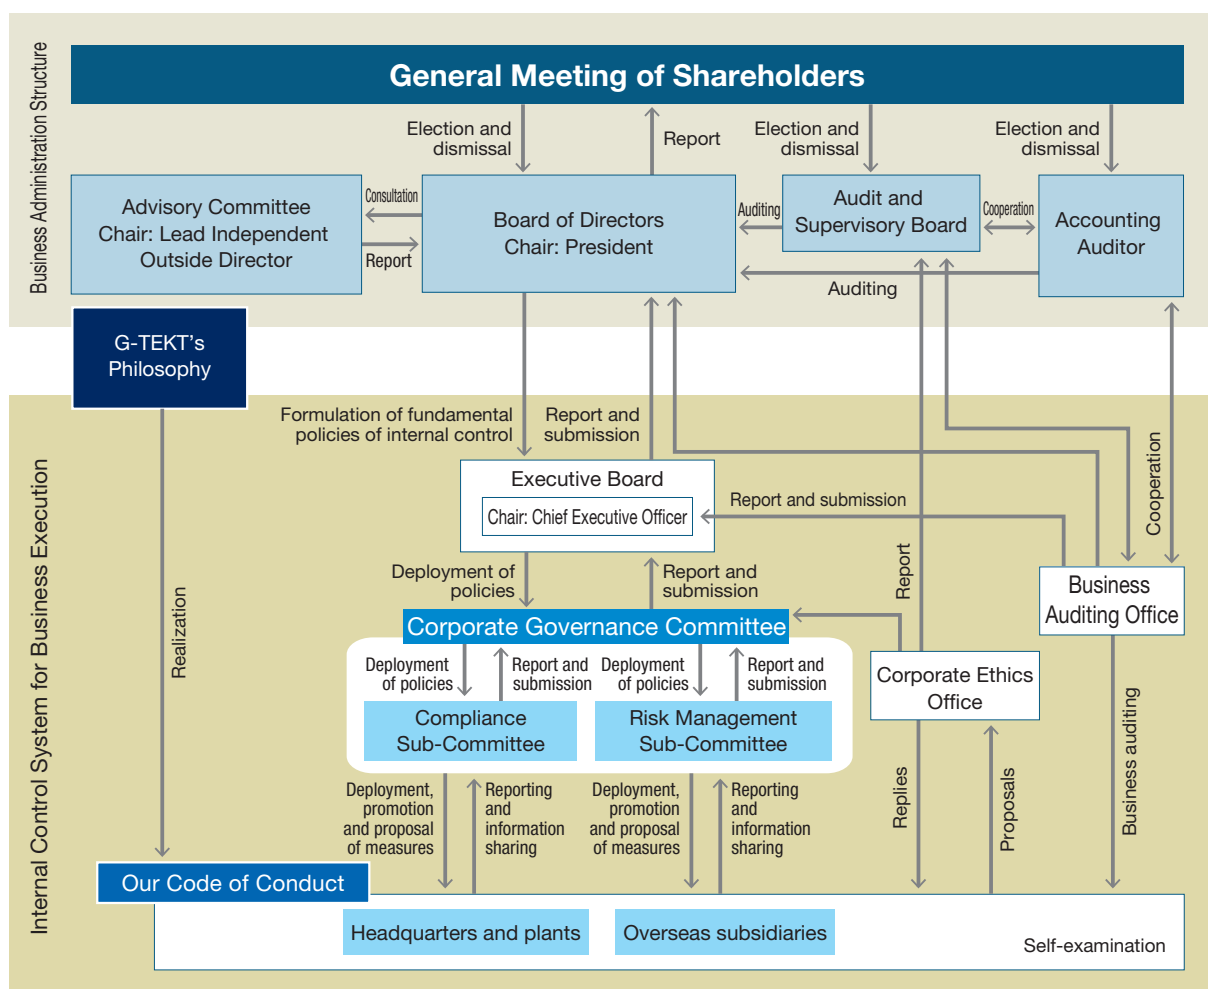 Business Administration Structure
General Meeting of Shareholders
Election and
dismissal
Report
Election and
dismissal
Election and
dismissal
Advisory Committee
Chair: Lead Independent
Outside Director
Consultation
Report
Board of Directors
Chair: President
Auditing
Audit and
Supervisory Board
Cooperation
Accounting
Auditor
Auditing
G-TEKT’s
Philosophy
Internal Control System for Business Execution
Formulation of fundamental
policies of internal control
Report and
submission
Executive Board
Chair: Chief Executive Officer
Report and submission
Cooperation
Realization
Deployment of
policies
Report and
submission
Report
Business
Auditing Office
Corporate Governance Committee
Deployment
of policies
Report and
submission
Deployment
of policies
Report and
submission
Corporate Ethics
Office
Compliance
Sub-Committee
Risk Management
Sub-Committee
Deployment,
promotion
and proposal
of measures
Reporting
and
information
sharing
Deployment,
promotion
and proposal
of measures
Reporting
and
information
sharing
Replies
Proposals
Business auditing
Our Code of Conduct
Headquarters and plants
Overseas subsidiaries
Self-examination